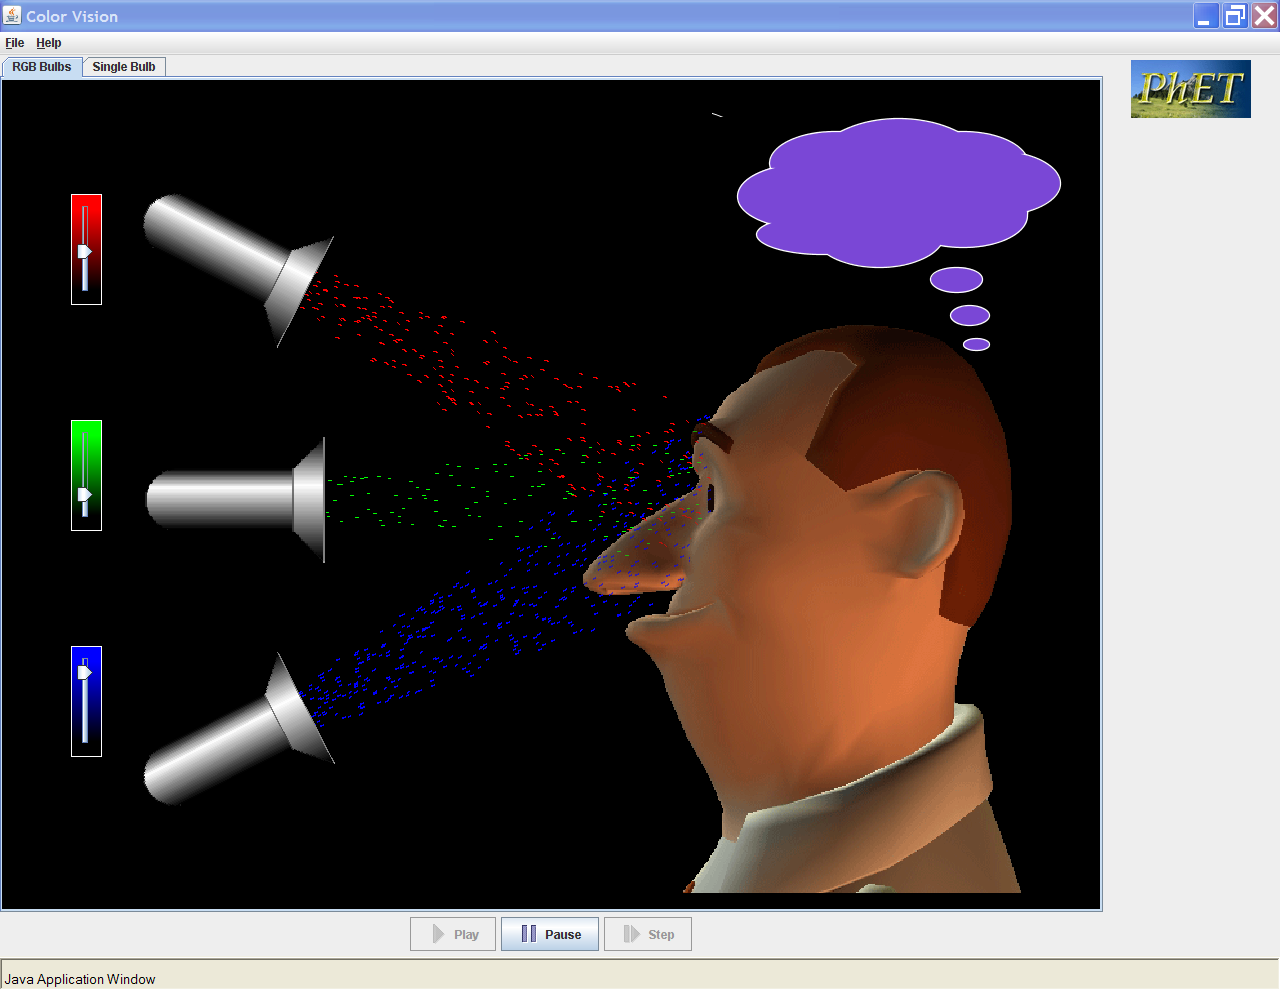 Color Vision
File Help
RGB Bulbs Single Bulb
PhET
Play Pause Step
Java Application Window